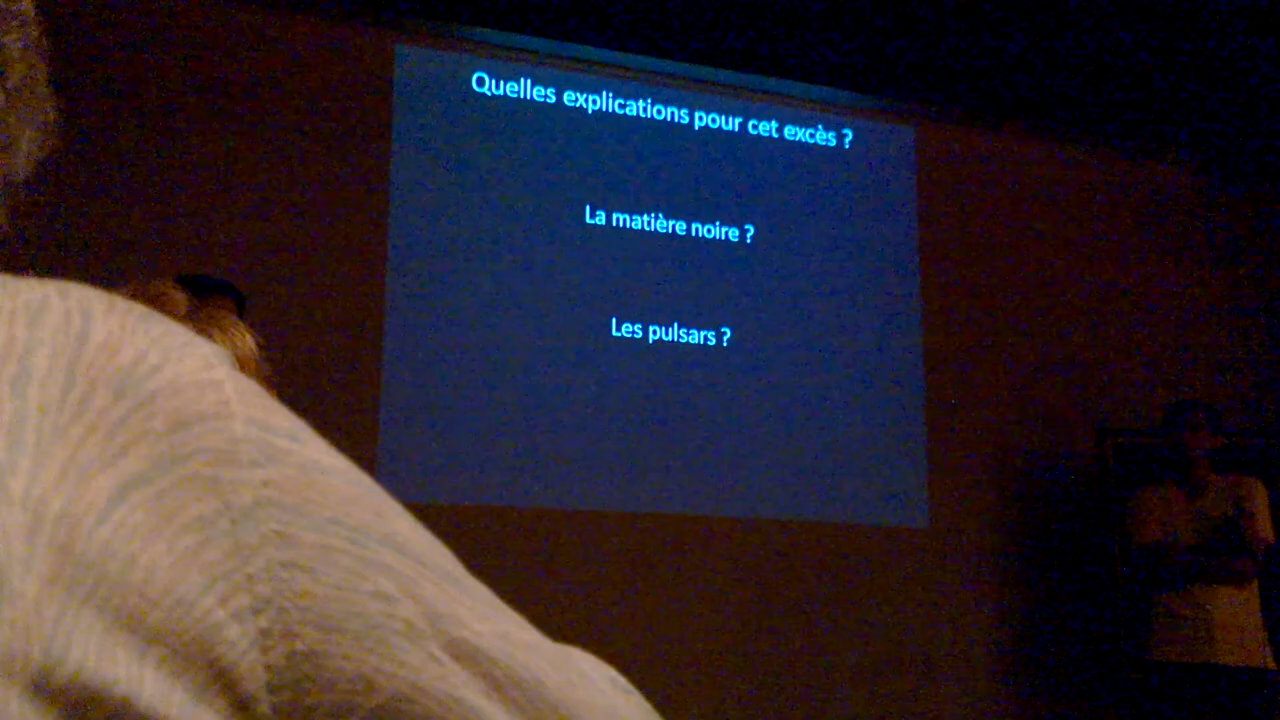 Quelles explications pour cet excès ?
La matière noire ?
Les pulsars ?